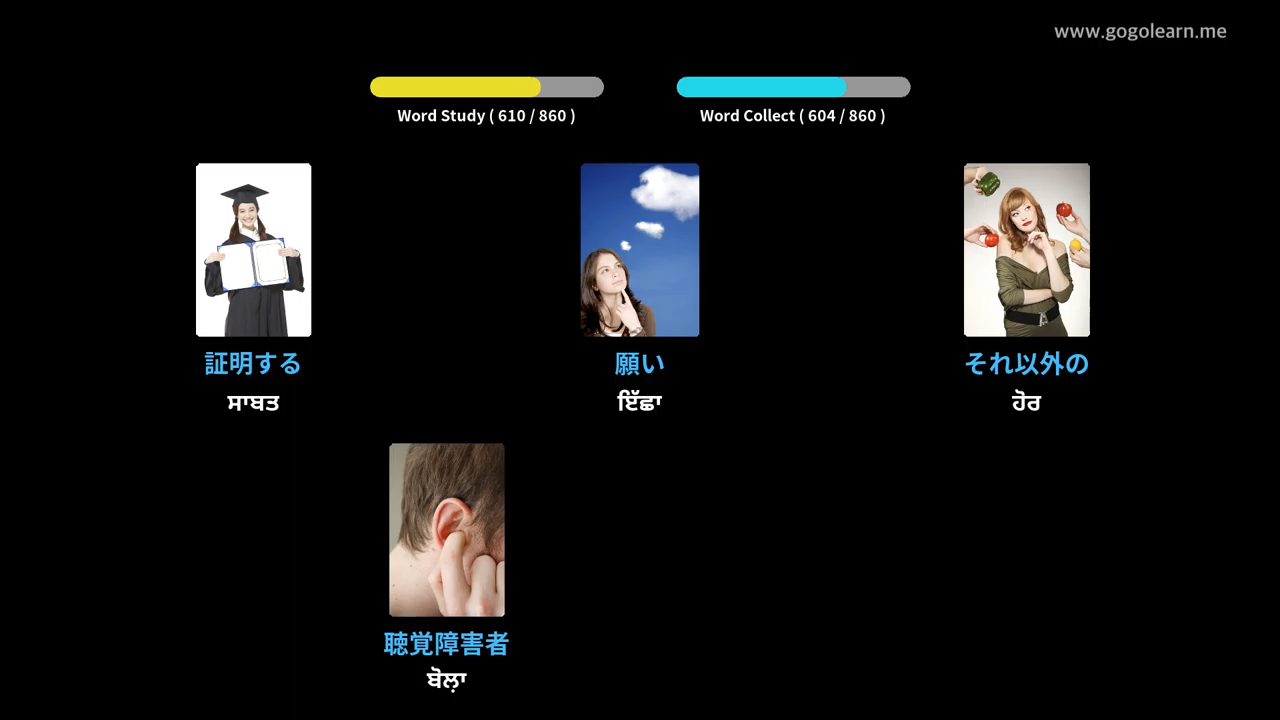 www.gogolearn.me
Word Study ( 610 / 860 )
Word Collect ( 604 / 860 )
証明する
ਸਾਬਤ
願い
ਇੱਛਾ
それ以外の
ਹੋਰ
聴覚障害者
ਬੋਲ਼ਾ